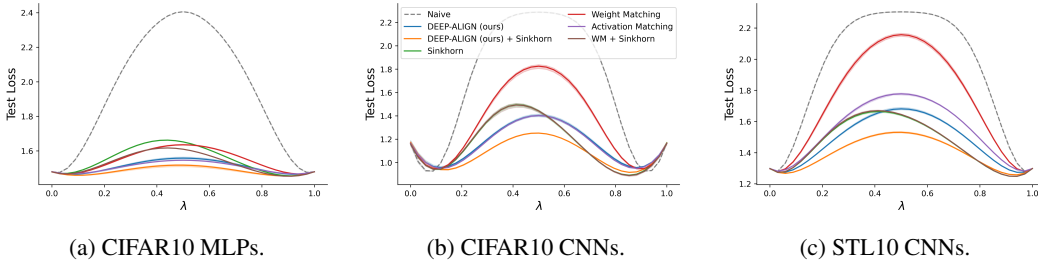 Test Loss
2.4
2.2
2.0
1.8
1.6
0.0 0.2 0.4 0.6 0.8 1.0
λ
(a) CIFAR10 MLPs.
Naive
DEEP-ALIGN (ours)
DEEP-ALIGN (ours) + Sinkhorn
Sinkhorn
Weight Matching
Activation Matching
WM + Sinkhorn
Test Loss
2.2
2.0
1.8
1.6
1.4
1.2
1.0
0.0 0.2 0.4 0.6 0.8 1.0
λ
(b) CIFAR10 CNNs.
Test Loss
2.2
2.0
1.8
1.6
1.4
1.2
0.0 0.2 0.4 0.6 0.8 1.0
λ
(c) STL10 CNNs.